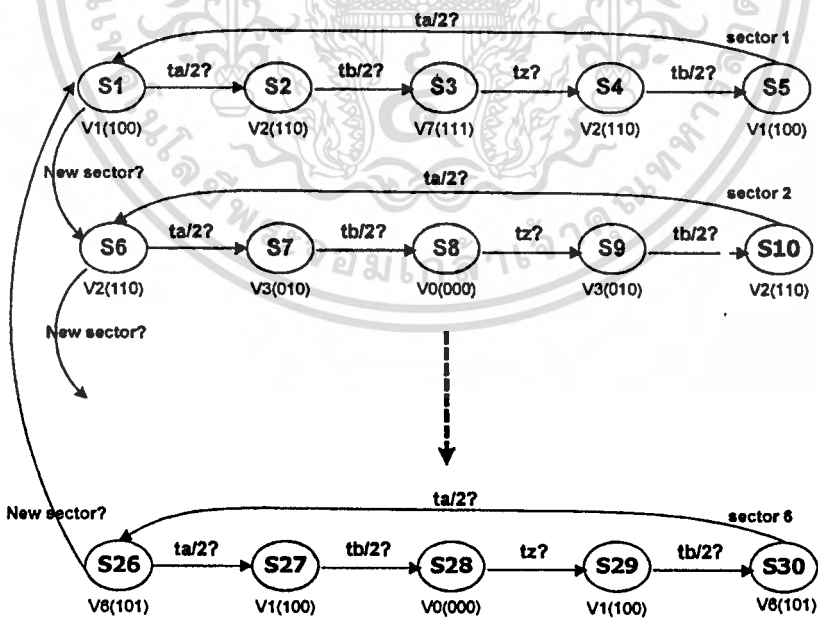 ta/2?
sector 1
S1 ta/2? S2 tb/2? S3 tz? S4 tb/2? S5
V1(100) V2(110) V7(111) V2(110) V1(100)
New sector?
ta/2?
sector 2
S6 ta/2? S7 tb/2? S8 tz? S9 tb/2? S10
V2(110) V3(010) V0(000) V3(010) V2(110)
New sector?
New sector?
ta/2?
sector 6
S26 ta/2? S27 tb/2? S28 tz? S29 tb/2? S30
V6(101) V1(100) V0(000) V1(100) V6(101)